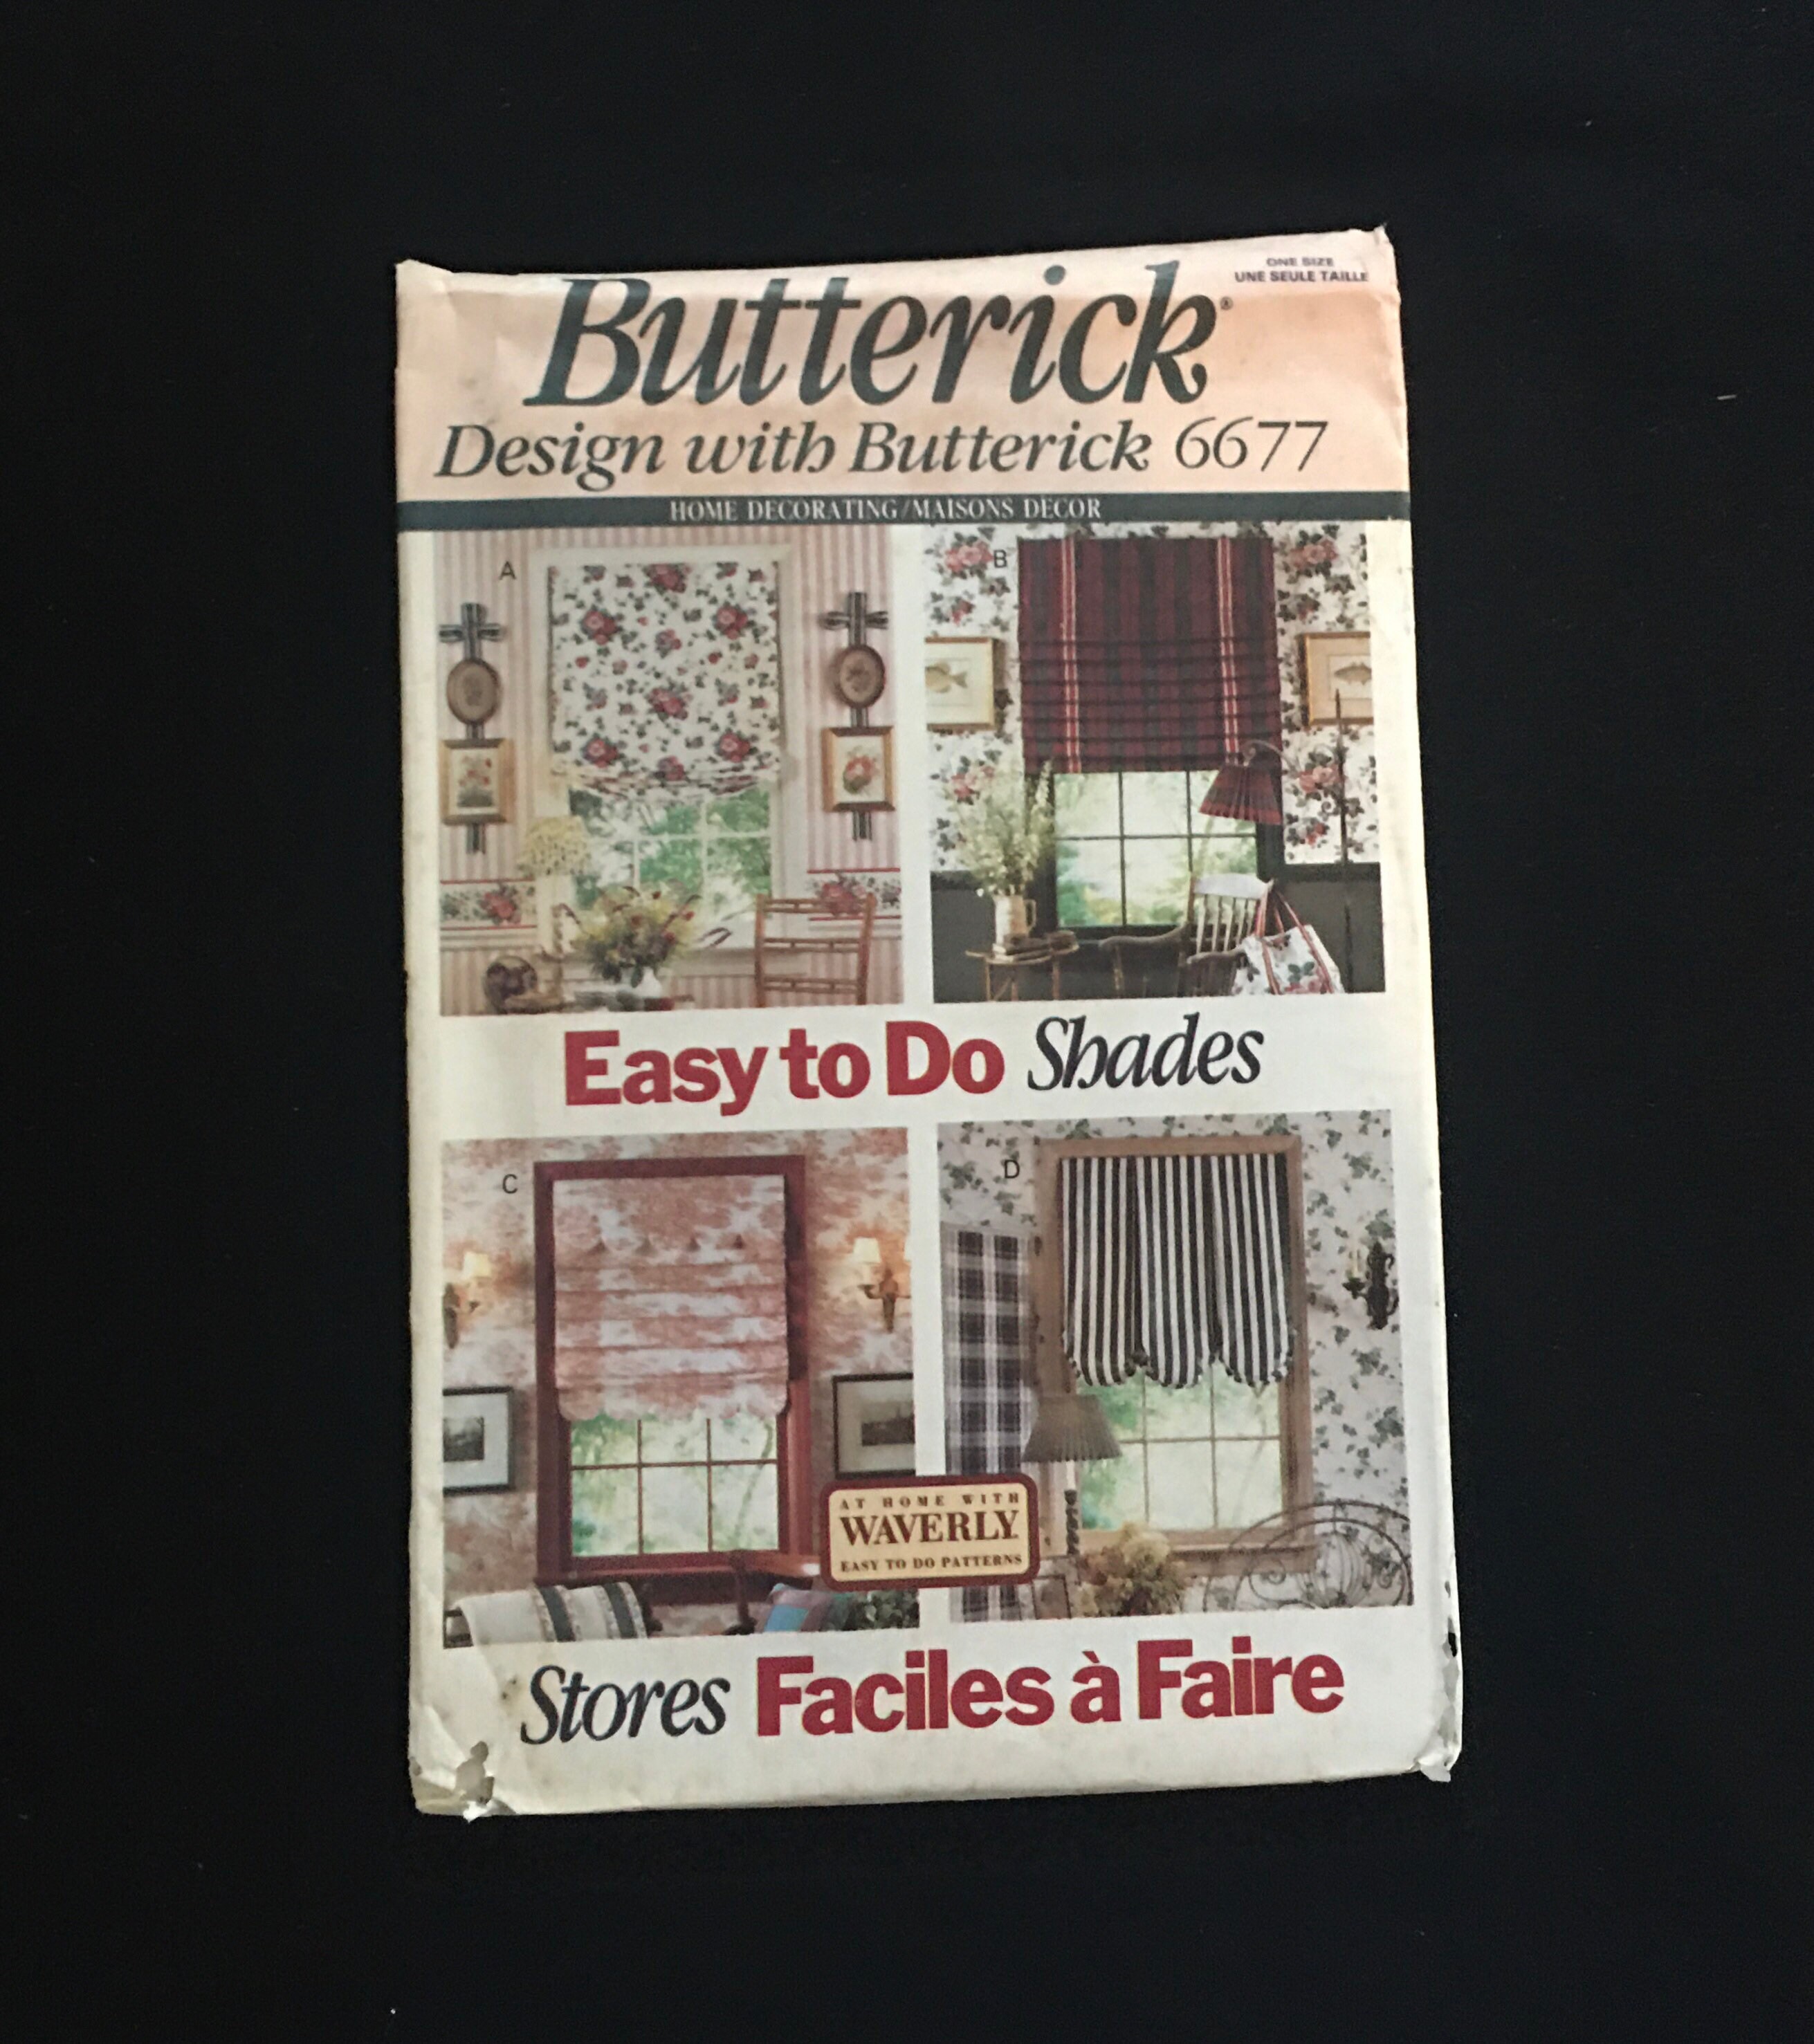 ONE SIZE
UNE SEULE TAILLE
Butterick®
Design with Butterick 6677
HOME DECORATING/MAISONS DÉCOR
A
B
Easy to Do Shades
C
D
AT HOME WITH
WAVERLY
EASY TO DO PATTERNS
Stores Faciles à Faire